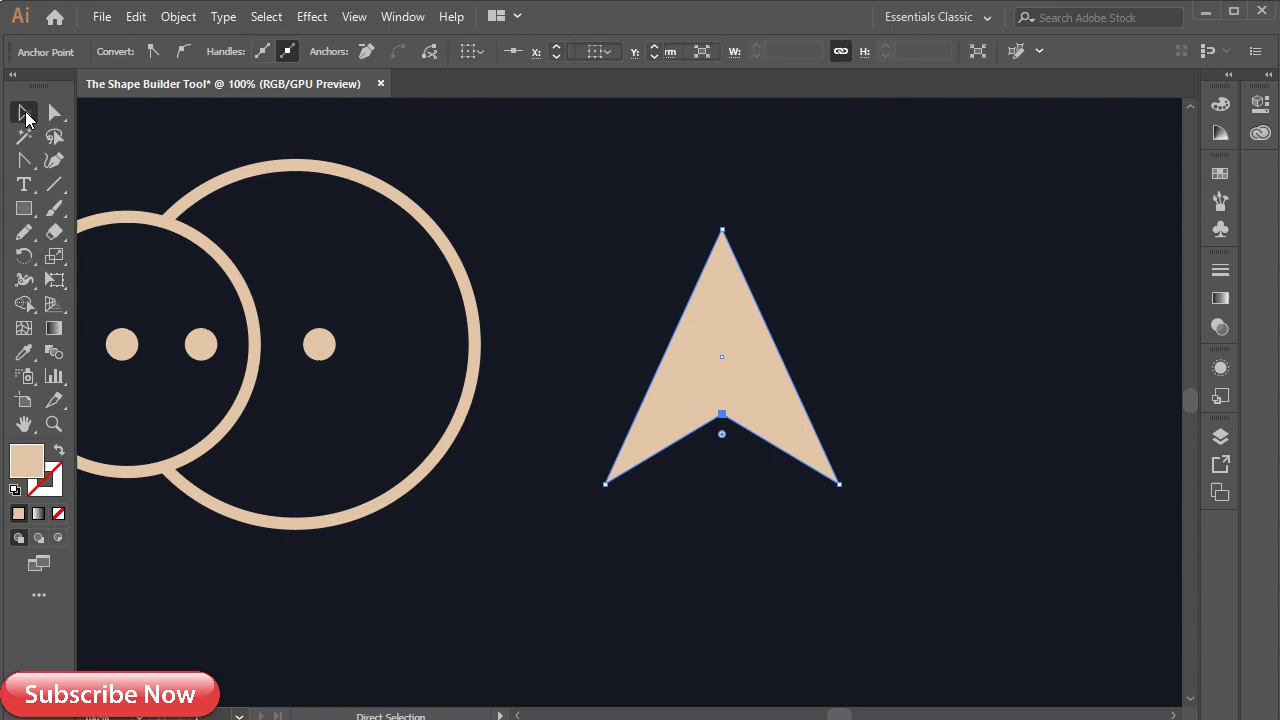 Ai File Edit Object Type Select Effect View Window Help Essentials Classic Search Adobe Stock
Anchor Point Convert: Handles: Anchors: X: Y: m W: H:
The Shape Builder Tool* @ 100% (RGB/GPU Preview) ×
T
Subscribe Now
Direct Selection